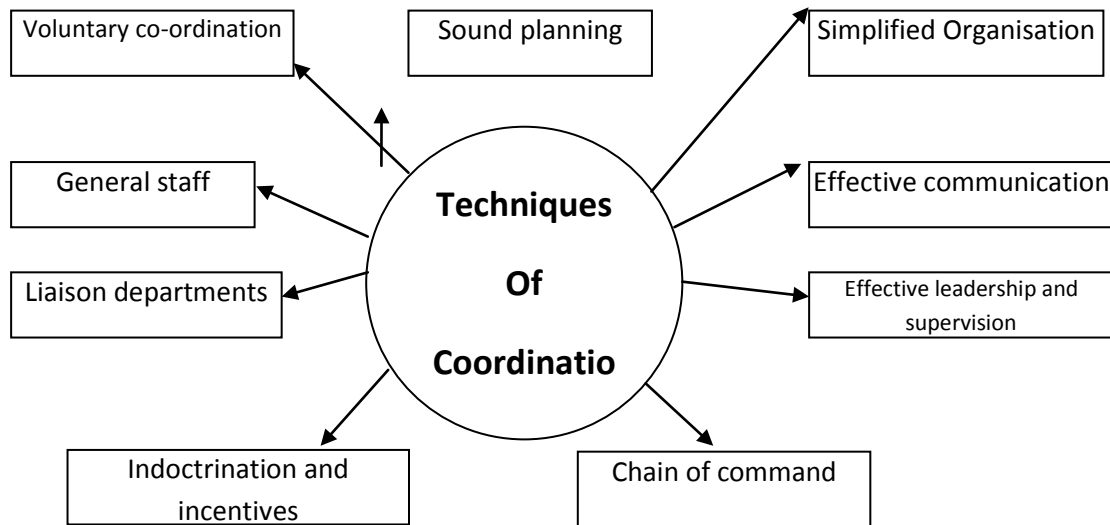 Voluntary co-ordination
Sound planning
Simplified Organisation
General staff
Techniques
Effective communication
Of
Liaison departments
Effective leadership and
supervision
Coordinatio
Indoctrination and
incentives
Chain of command